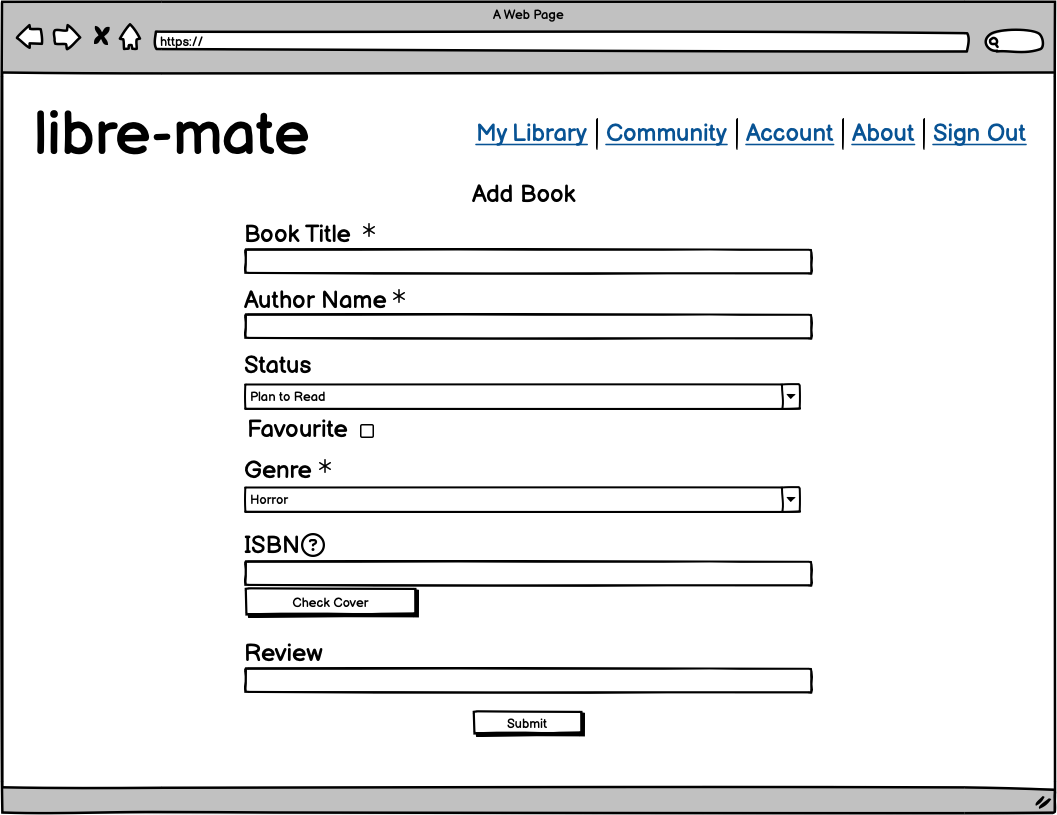 A Web Page
https://
libre-mate
My Library | Community | Account | About | Sign Out
Add Book
Book Title *
Author Name *
Status
Plan to Read
Favourite
Genre *
Horror
ISBN ?
Check Cover
Review
Submit